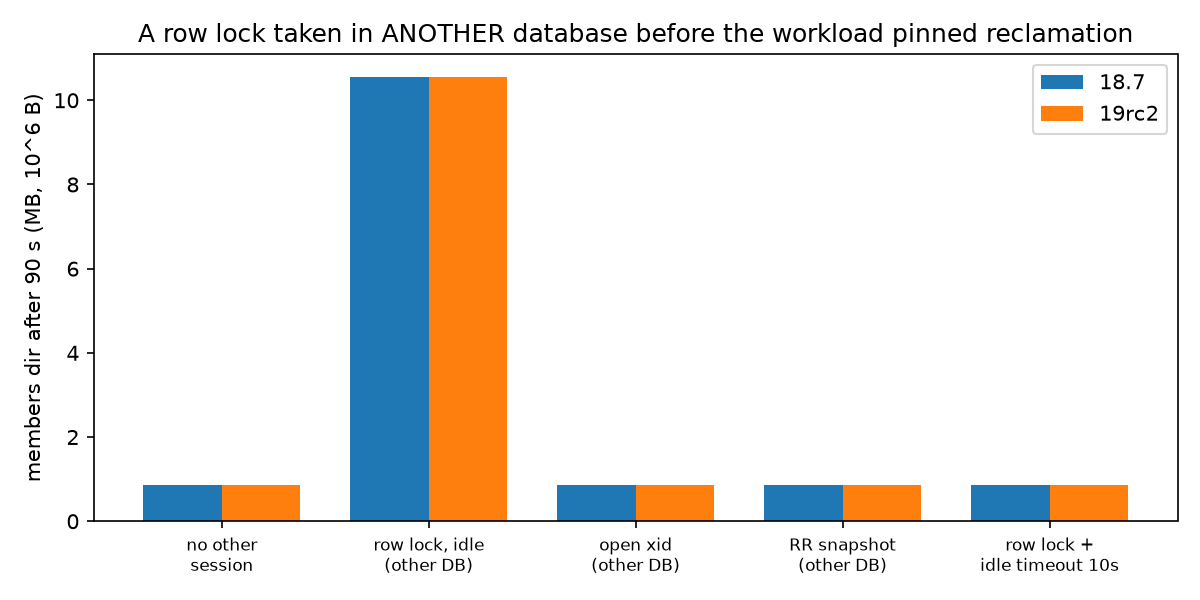 A row lock taken in ANOTHER database before the workload pinned reclamation
members dir after 90 s (MB, 10^6 B)
10
8
6
4
2
0
18.7
19rc2
no other
session
row lock, idle
(other DB)
open xid
(other DB)
RR snapshot
(other DB)
row lock +
idle timeout 10s